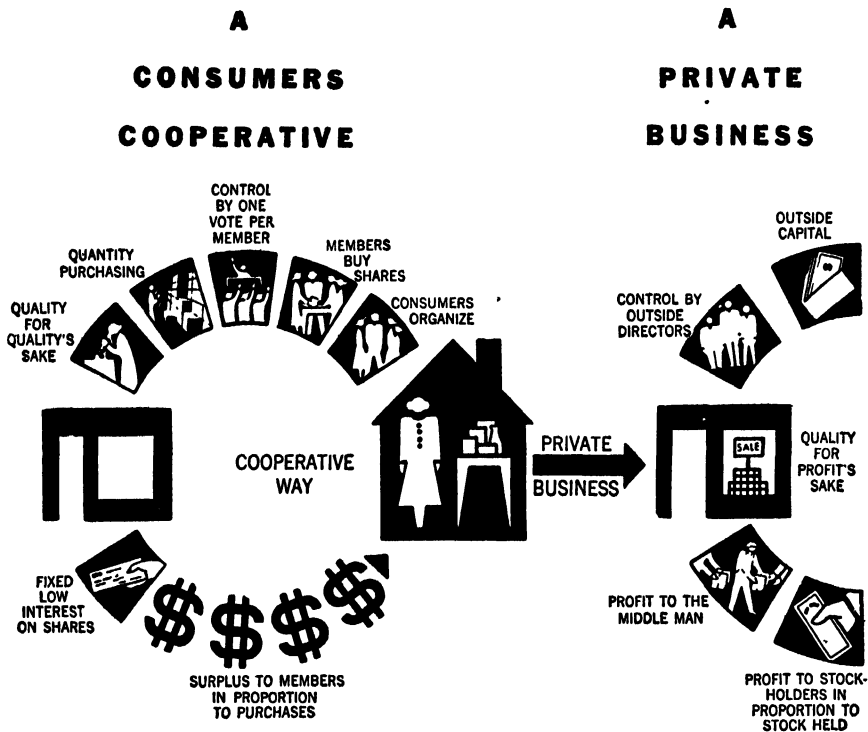 A
CONSUMERS
COOPERATIVE
CONTROL
BY ONE
VOTE PER
MEMBER
QUANTITY
PURCHASING
MEMBERS
BUY
SHARES
QUALITY
FOR
QUALITY'S
SAKE
CONSUMERS
ORGANIZE
COOPERATIVE
WAY
FIXED
LOW
INTEREST
ON SHARES
$ $ $ $
SURPLUS TO MEMBERS
IN PROPORTION
TO PURCHASES
PRIVATE
BUSINESS
A
PRIVATE
BUSINESS
OUTSIDE
CAPITAL
CONTROL BY
OUTSIDE
DIRECTORS
SALE
QUALITY
FOR
PROFIT'S
SAKE
PROFIT TO THE
MIDDLE MAN
PROFIT TO STOCK-
HOLDERS IN
PROPORTION TO
STOCK HELD